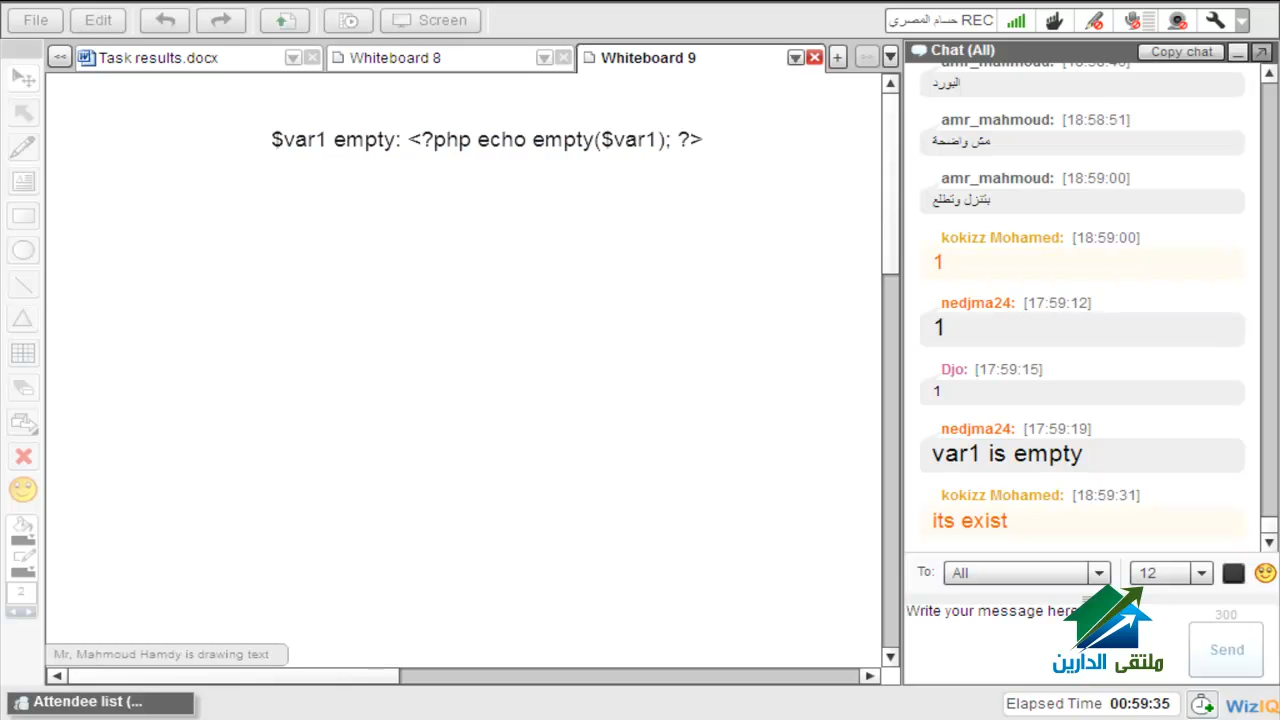 File
Edit
Screen
حسام المصري REC
<<
Task results.docx
Whiteboard 8
Whiteboard 9
+
Chat (All)
Copy chat
$var1 empty: <?php echo empty($var1); ?>
البورد
amr_mahmoud: [18:58:51]
مش واضحة
amr_mahmoud: [18:59:00]
بتنزل وتطلع
kokizz Mohamed: [18:59:00]
1
nedjma24: [17:59:12]
1
Djo: [17:59:15]
1
nedjma24: [17:59:19]
var1 is empty
kokizz Mohamed: [18:59:31]
its exist
To:
All
12
Write your message here
300
Send
ملتقى الدارين
2
Mr, Mahmoud Hamdy is drawing text
Attendee list (...
Elapsed Time 00:59:35
WizIQ